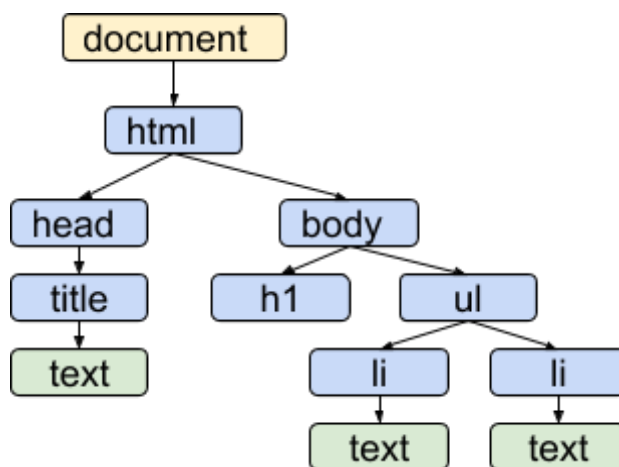 document
html
head body
title h1 ul
text li li
text text